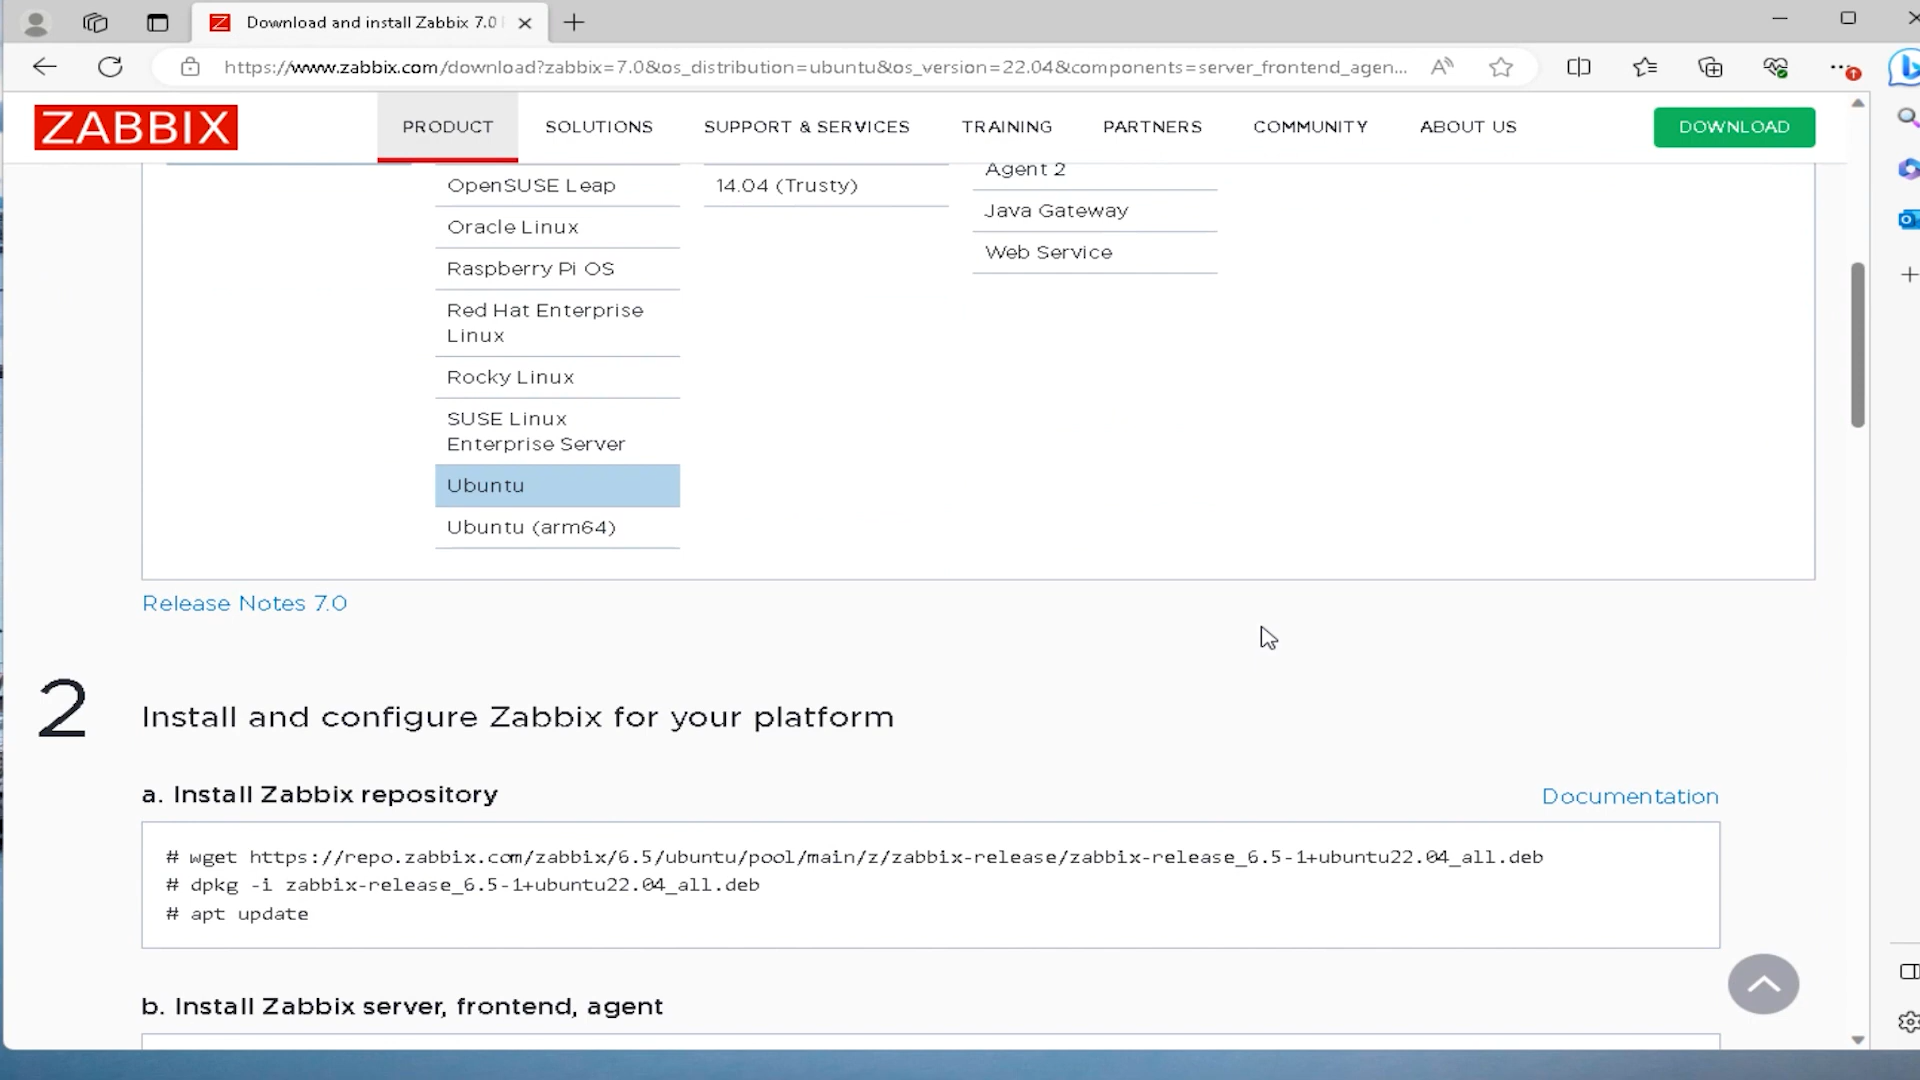 Download and install Zabbix 7.0
https://www.zabbix.com/download?zabbix=7.0&os_distribution=ubuntu&os_version=22.04&components=server_frontend_agen...
ZABBIX
PRODUCT
SOLUTIONS
SUPPORT & SERVICES
TRAINING
PARTNERS
COMMUNITY
ABOUT US
DOWNLOAD
OpenSUSE Leap
Oracle Linux
Raspberry Pi OS
Red Hat Enterprise
Linux
Rocky Linux
SUSE Linux
Enterprise Server
Ubuntu
Ubuntu (arm64)
14.04 (Trusty)
Agent 2
Java Gateway
Web Service
Release Notes 7.0
2
Install and configure Zabbix for your platform
a. Install Zabbix repository
Documentation
# wget https://repo.zabbix.com/zabbix/6.5/ubuntu/pool/main/z/zabbix-release/zabbix-release_6.5-1+ubuntu22.04_all.deb
# dpkg -i zabbix-release_6.5-1+ubuntu22.04_all.deb
# apt update
b. Install Zabbix server, frontend, agent